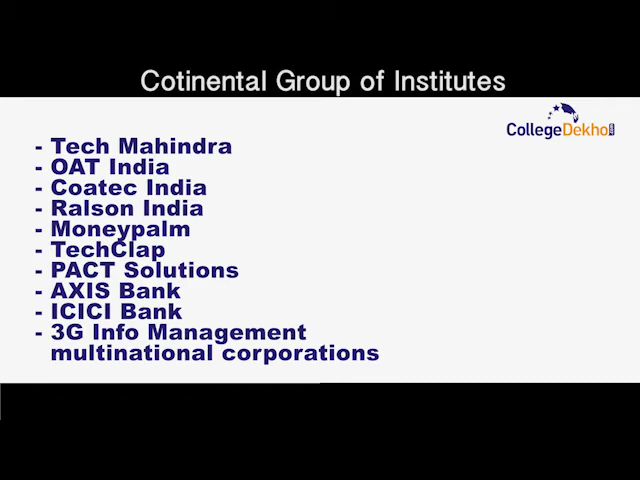 Cotinental Group of Institutes
CollegeDekho
- Tech Mahindra
- OAT India
- Coatec India
- Ralson India
- Moneypalm
- TechClap
- PACT Solutions
- AXIS Bank
- ICICI Bank
- 3G Info Management
multinational corporations